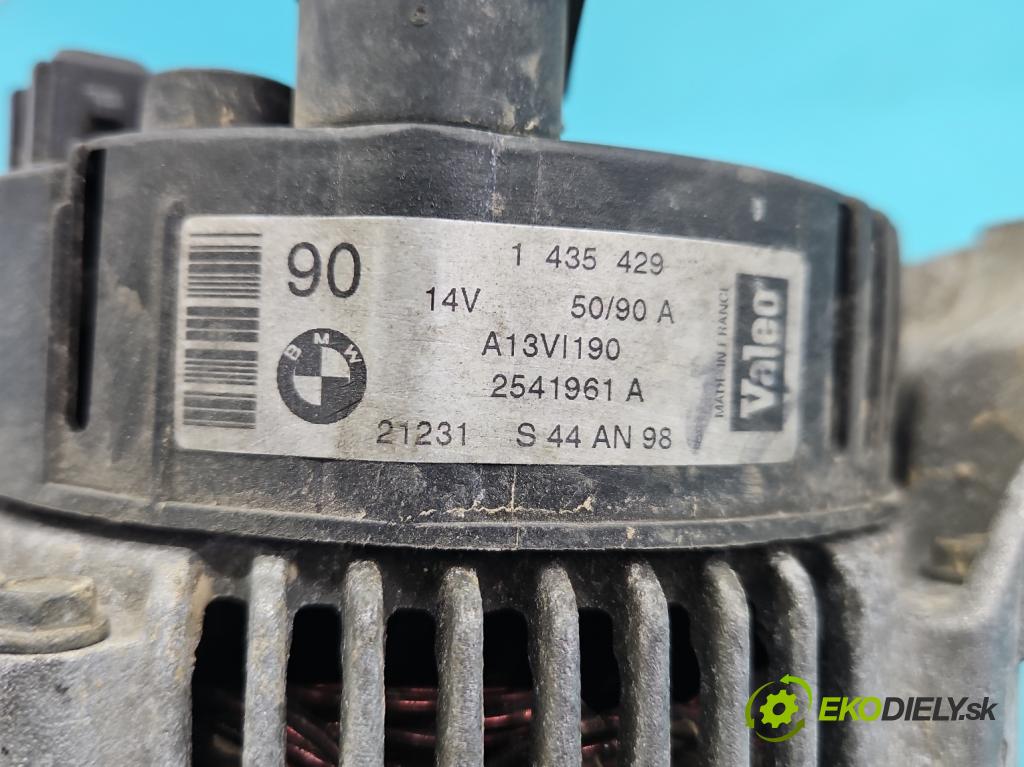 90
1 435 429
14V 50/90 A
BMW
A13VI190
2541961 A
21231 S 44 AN 98
MADE IN FRANCE
Valeo
EKODIELY.sk